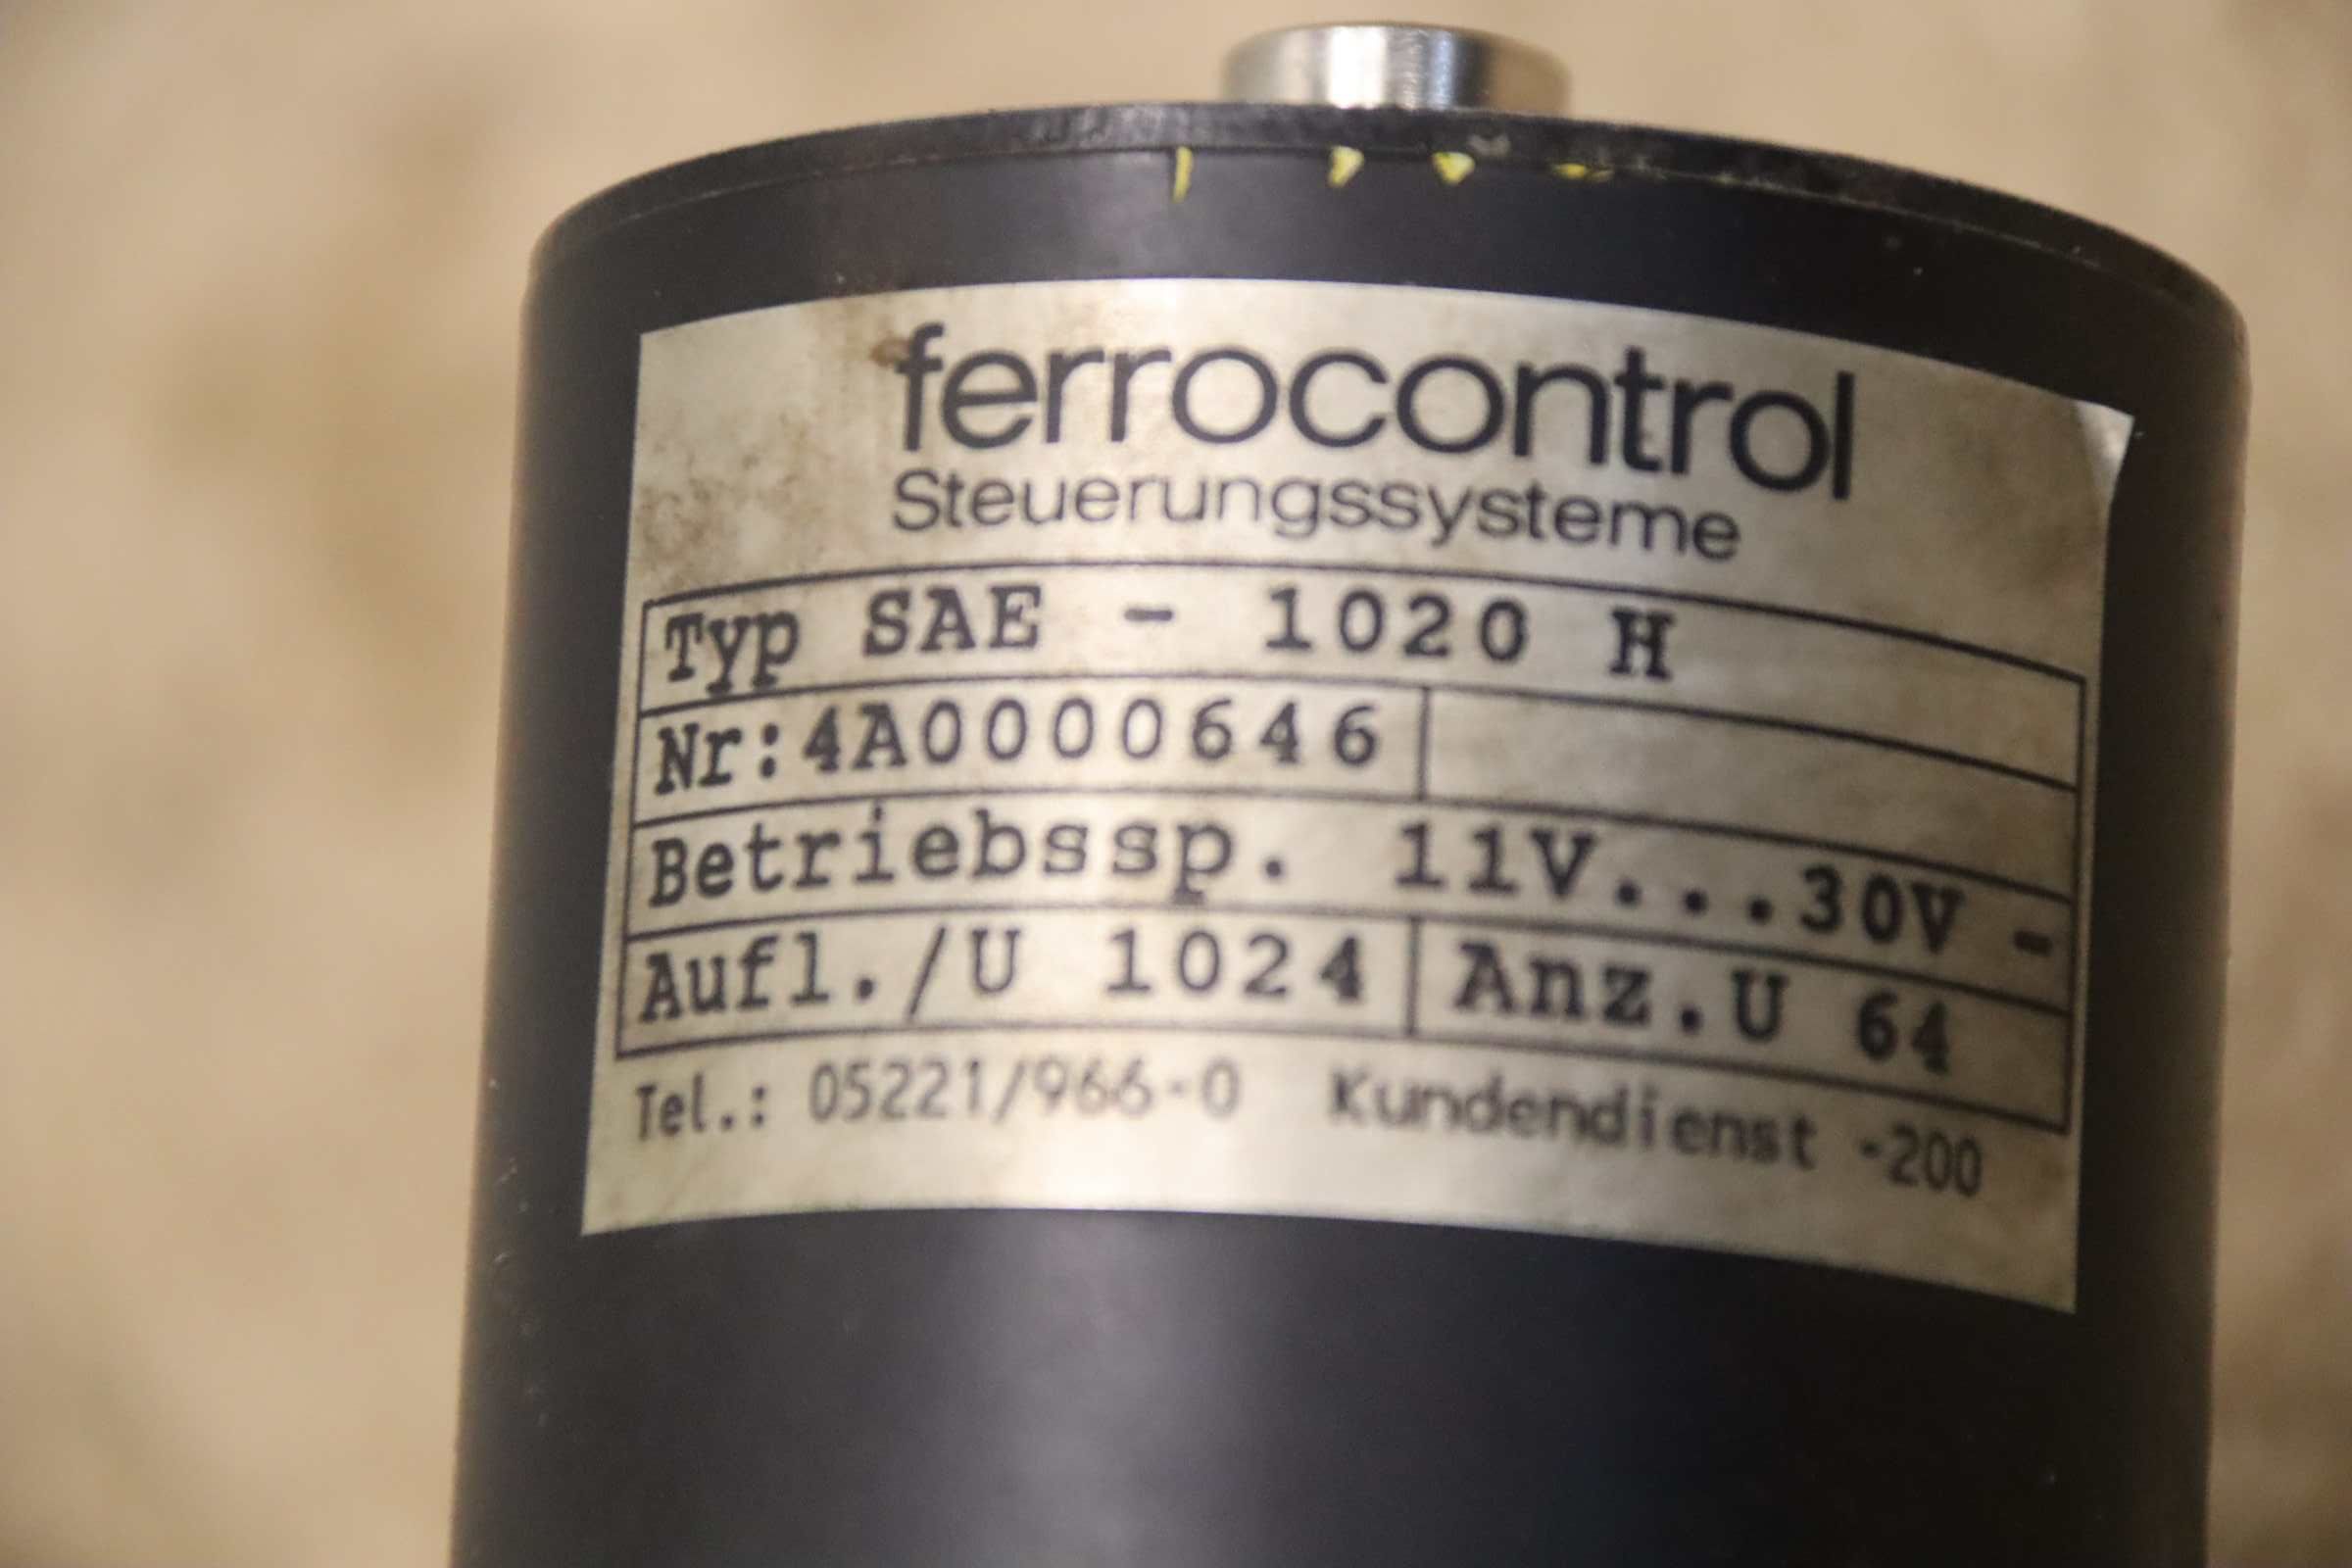 ferrocontrol
Steuerungssysteme
Typ SAE - 1020 H
Nr:4A0000646
Betriebssp. 11V...30V -
Aufl./U 1024 Anz.U 64
Tel.: 05221/966-0 Kundendienst -200